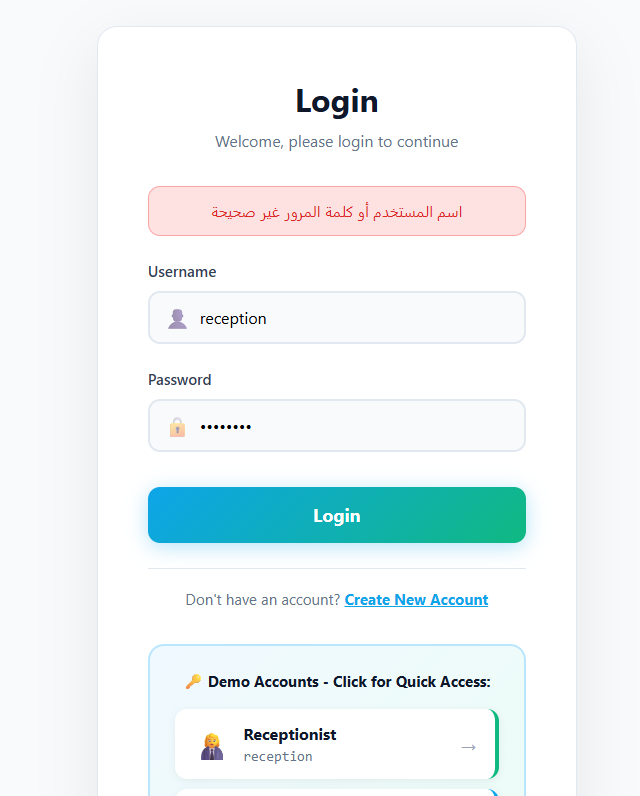 Login
Welcome, please login to continue
اسم المستخدم أو كلمة المرور غير صحيحة
Username
reception
Password
••••••••
Login
Don't have an account? Create New Account
🔑 Demo Accounts - Click for Quick Access:
Receptionist
reception
→